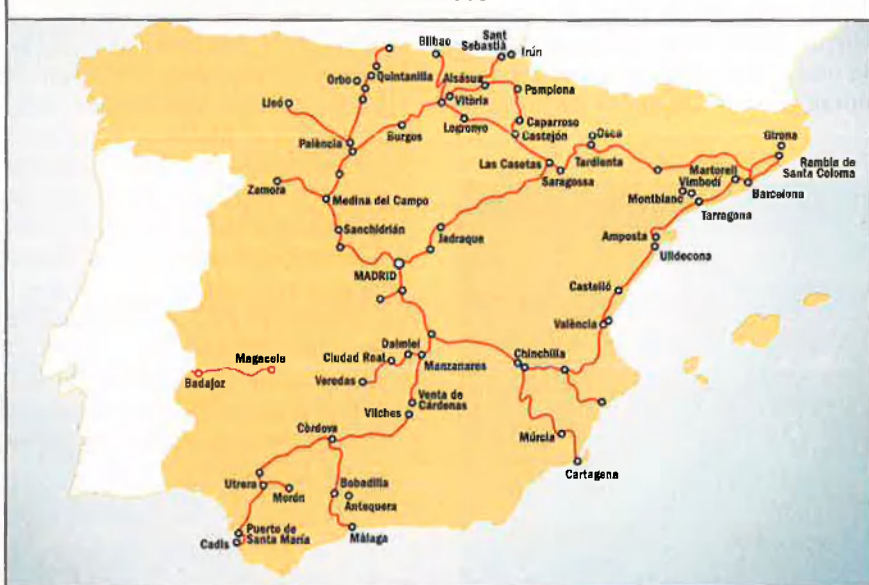 Bilbao
Sant
Sebastià
Irún
Orbo
Quintanilla
Alsásua
Pamplona
Lleó
Vitòria
Palència
Burgos
Logronyo
Caparroso
Castejón
Osca
Girona
Las Casetas
Tardienta
Martorell
Rambla de
Santa Coloma
Zamora
Saragossa
Vimbodí
Montblanc
Barcelona
Medina del Campo
Tarragona
Sanchidrián
Jadraque
Amposta
Ulldecona
MADRID
Castelló
València
Daimiel
Chinchilla
Ciudad Real
Manzanares
Magacela
Badajoz
Veredas
Venta de
Cárdenas
Vilches
Còrdova
Múrcia
Cartagena
Utrera
Morón
Bobadilla
Antequera
Puerto de
Santa María
Cadis
Màlaga